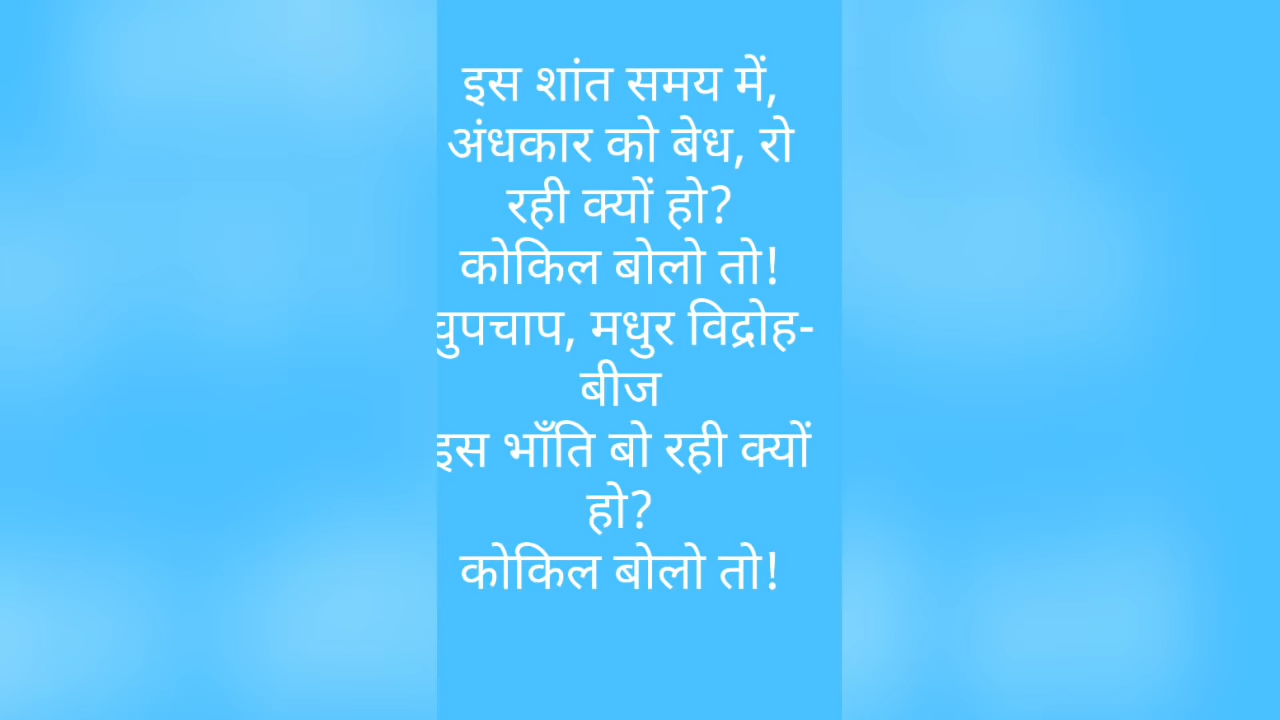 इस शांत समय में,
अंधकार को बेध, रो
रही क्यों हो?
कोकिल बोलो तो!
चुपचाप, मधुर विद्रोह-
बीज
इस भाँति बो रही क्यों
हो?
कोकिल बोलो तो!